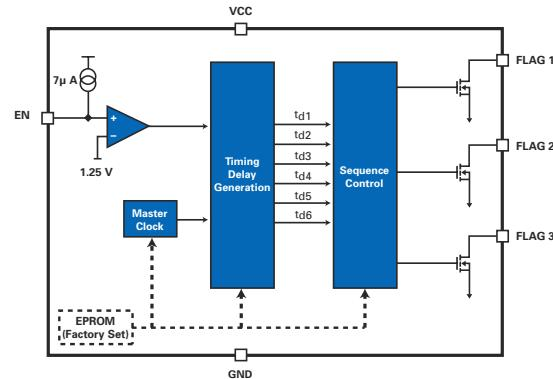 VCC
FLAG 1
7µ A
EN
+
−
1.25 V
Timing
Delay
Generation
td1
td2
td3
td4
td5
td6
Sequence
Control
FLAG 2
Master
Clock
FLAG 3
EPROM
(Factory Set)
GND